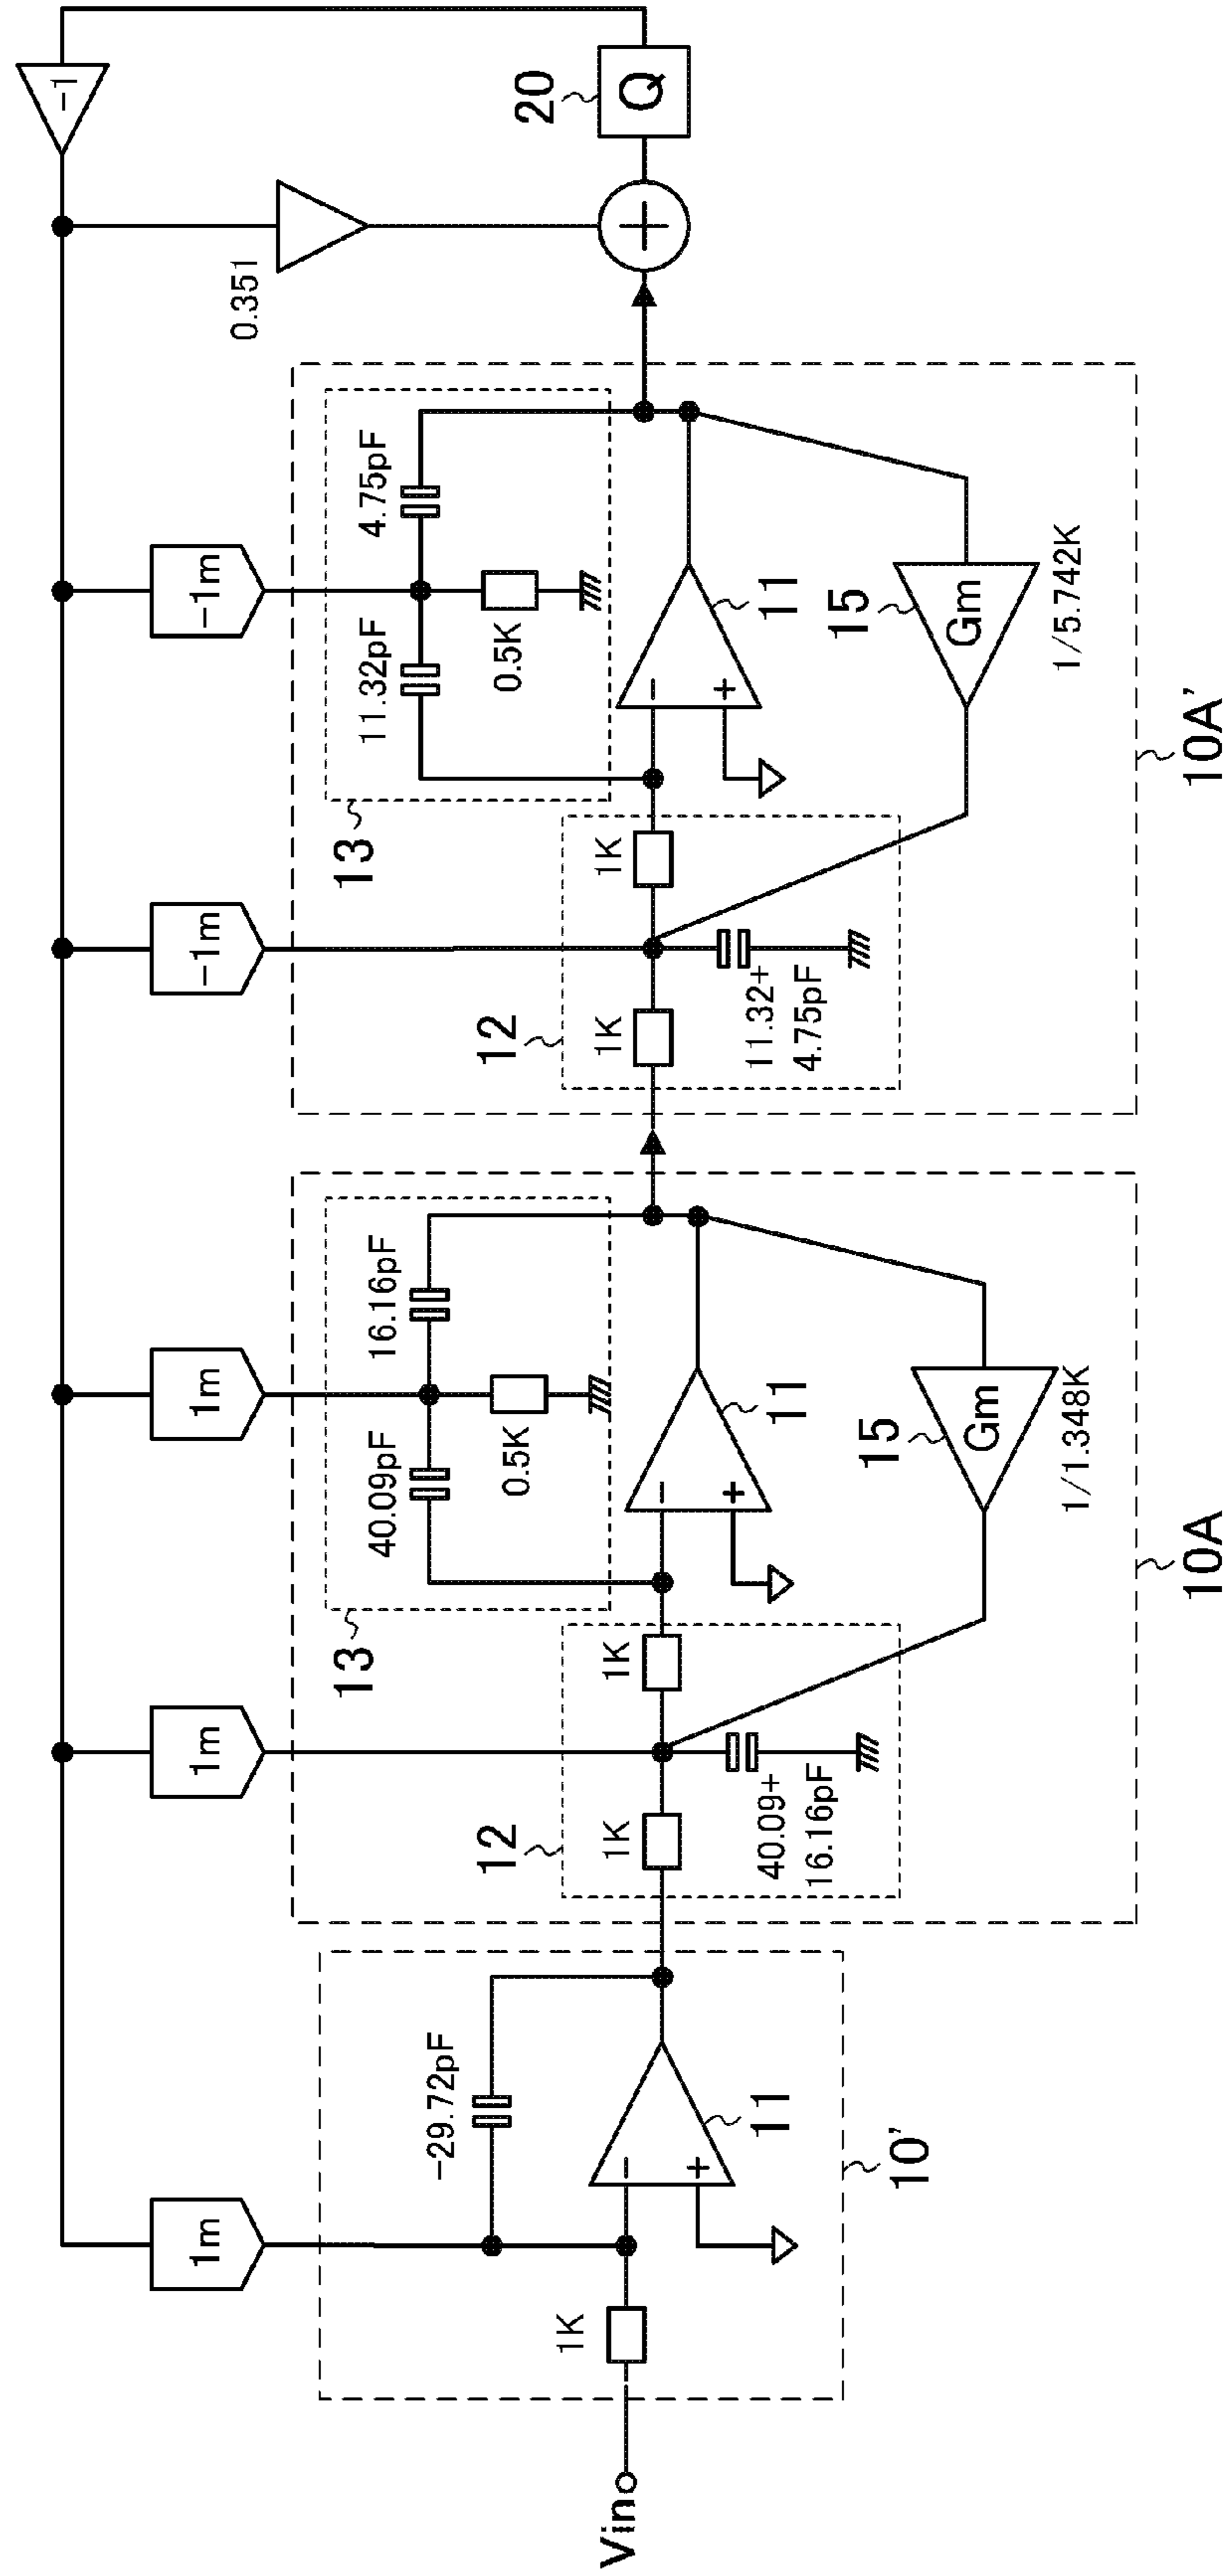 -1
1m
1m
1m
-1m
-1m
0.351
-29.72pF
40.09pF
16.16pF
11.32pF
4.75pF
13
0.5K
13
0.5K
20
Q
+
12
1K
1K
12
1K
1K
Vin
1K
−
+
11
−
+
11
−
+
11
40.09+
16.16pF
11.32+
4.75pF
15
Gm
1/1.348K
15
Gm
1/5.742K
10'
10A
10A'